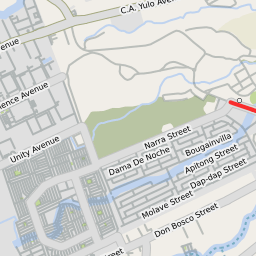 C.A. Yulo Avenue
Avenue
ence Avenue
Unity Avenue
Narra Street
Dama De Noche
Bougainvilla
Apitong Street
Dap-dap Street
Molave Street
Don Bosco Street